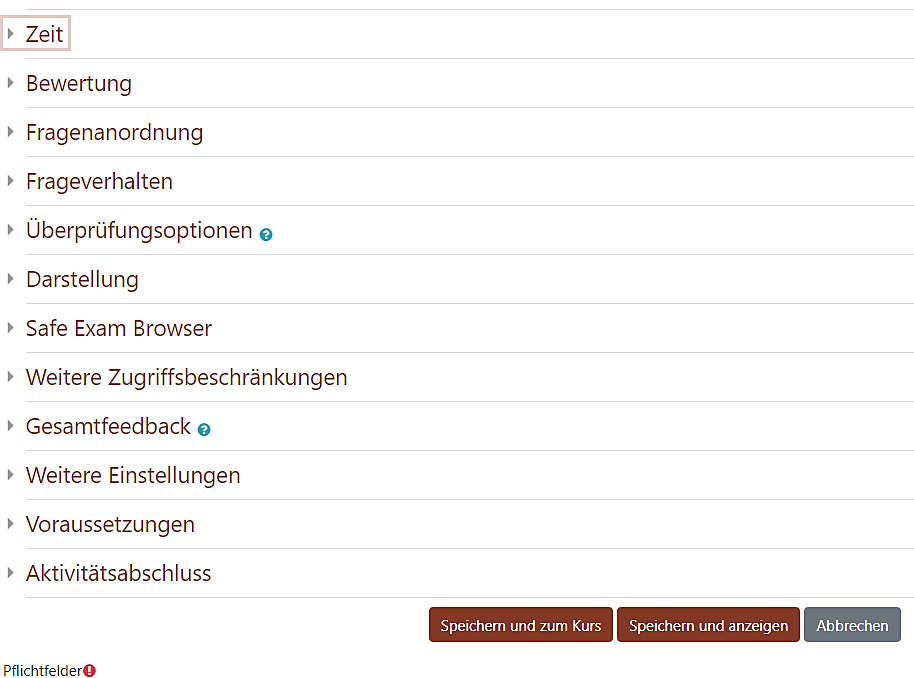 Zeit
Bewertung
Fragenanordnung
Frageverhalten
Überprüfungsoptionen
Darstellung
Safe Exam Browser
Weitere Zugriffsbeschränkungen
Gesamtfeedback
Weitere Einstellungen
Voraussetzungen
Aktivitätsabschluss
Speichern und zum Kurs Speichern und anzeigen Abbrechen
Pflichtfelder